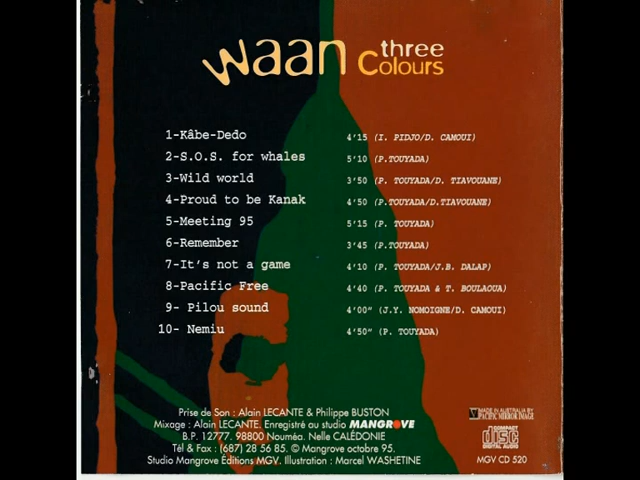 waan three Colours
1-Kâbe-Dedo 4'15 (I. PIDJO/D. CAMOUI)
2-S.O.S. for whales 5'10 (P.TOUYADA)
3-Wild world 3'50 (P. TOUYADA/D. TIAVOUANE)
4-Proud to be Kanak 4'50 (P.TOUYADA/D.TIAVOUANE)
5-Meeting 95 5'15 (P. TOUYADA)
6-Remember 3'45 (P.TOUYADA)
7-It's not a game 4'10 (P. TOUYADA/J.B. DALAP)
8-Pacific Free 4'40 (P. TOUYADA & T. BOULAOUA)
9- Pilou sound 4'00" (J.Y. NOMOIGNE/D. CAMOUI)
10- Nemiu 4'50" (P. TOUYADA)
Prise de Son : Alain LECANTE & Philippe BUSTON
Mixage : Alain LECANTE. Enregistré au studio MANGROVE
B.P. 12777. 98800 Nouméa. Nelle CALÉDONIE
Tél & Fax : (687) 28 56 85. © Mangrove octobre 95.
Studio Mangrove Éditions MGV. Illustration : Marcel WASHETINE
MADE IN AUSTRALIA BY
PACIFIC MIRROR IMAGE
COMPACT
disc
DIGITAL AUDIO
MGV CD 520